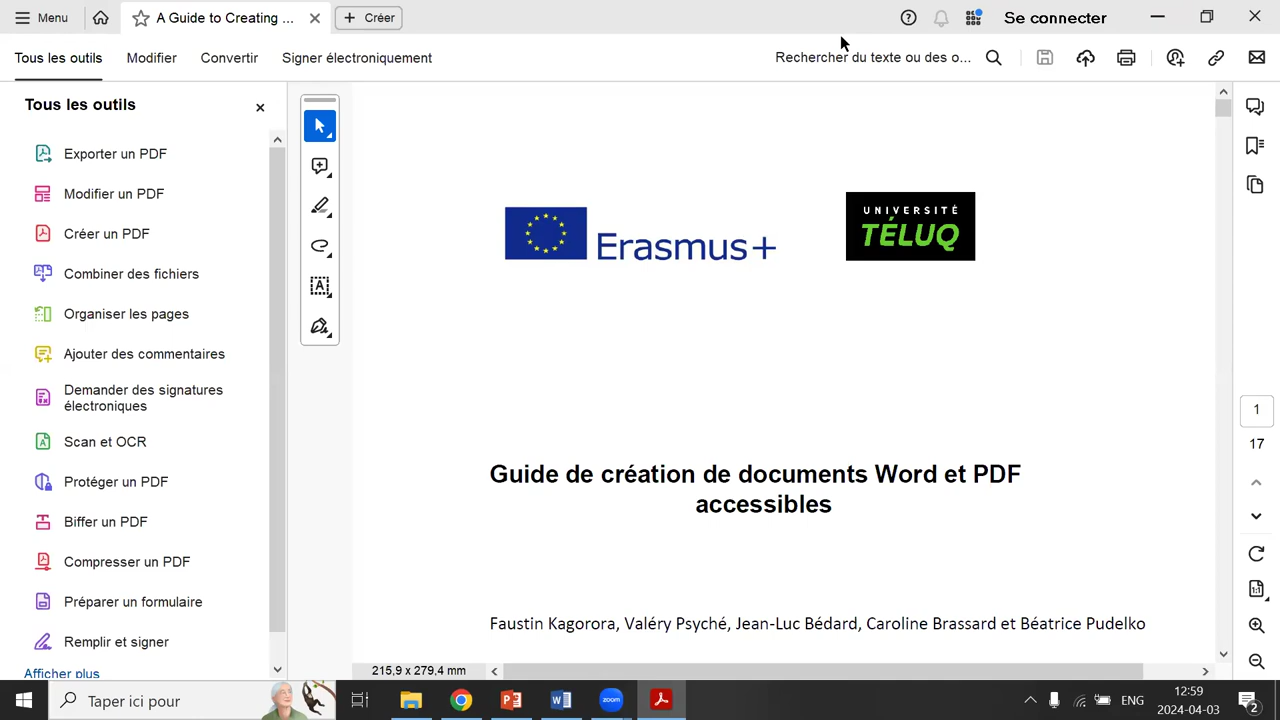 Menu
A Guide to Creating ...
Créer
Se connecter
Tous les outils
Modifier
Convertir
Signer électroniquement
Rechercher du texte ou des o...
Tous les outils
Exporter un PDF
Modifier un PDF
Créer un PDF
Combiner des fichiers
Organiser les pages
Ajouter des commentaires
Demander des signatures
électroniques
Scan et OCR
Protéger un PDF
Biffer un PDF
Compresser un PDF
Préparer un formulaire
Remplir et signer
Afficher plus
Erasmus+
UNIVERSITÉ
TÉLUQ
Guide de création de documents Word et PDF
accessibles
Faustin Kagorora, Valéry Psyché, Jean-Luc Bédard, Caroline Brassard et Béatrice Pudelko
215,9 x 279,4 mm
1
17
1:1
Taper ici pour
ENG
12:59
2024-04-03
2